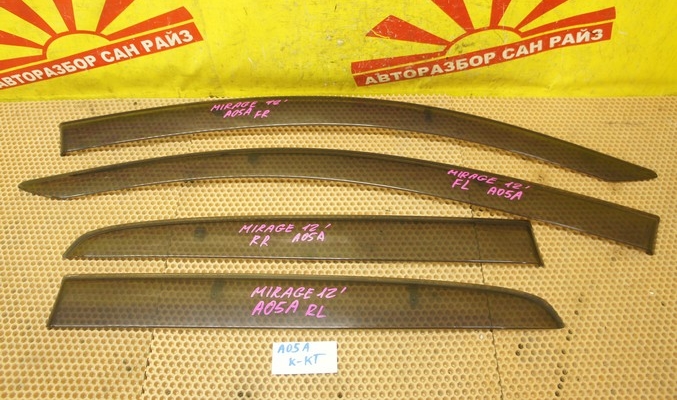 АВТОРАЗБОР САН РАЙЗ
АВТОРАЗБОР САН РАЙЗ
MIRAGE 12'
A05A FR
MIRAGE 12'
FL A05A
MIRAGE 12'
RR A05A
MIRAGE 12'
A05A RL
A05A
K-KT